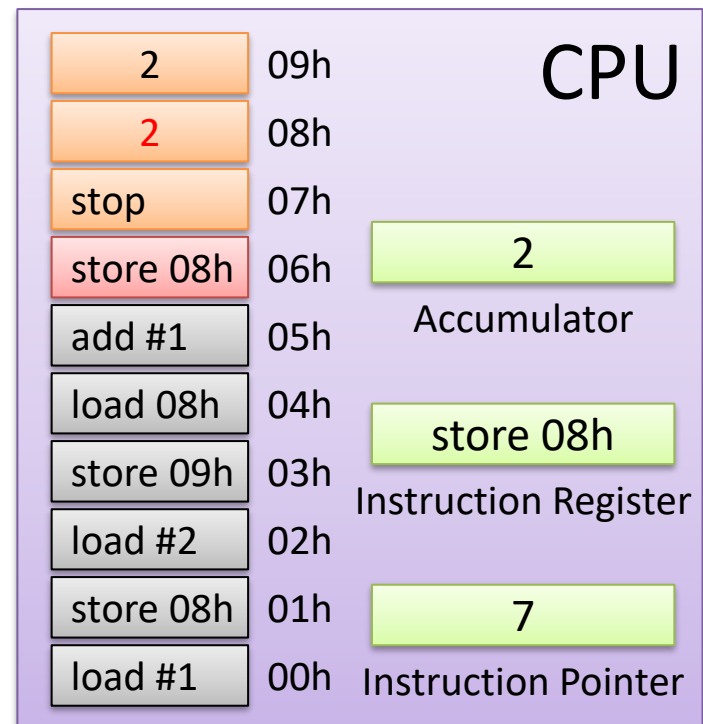 CPU
2 09h
2 08h
stop 07h
store 08h 06h
add #1 05h
load 08h 04h
store 09h 03h
load #2 02h
store 08h 01h
load #1 00h
2
Accumulator
store 08h
Instruction Register
7
Instruction Pointer